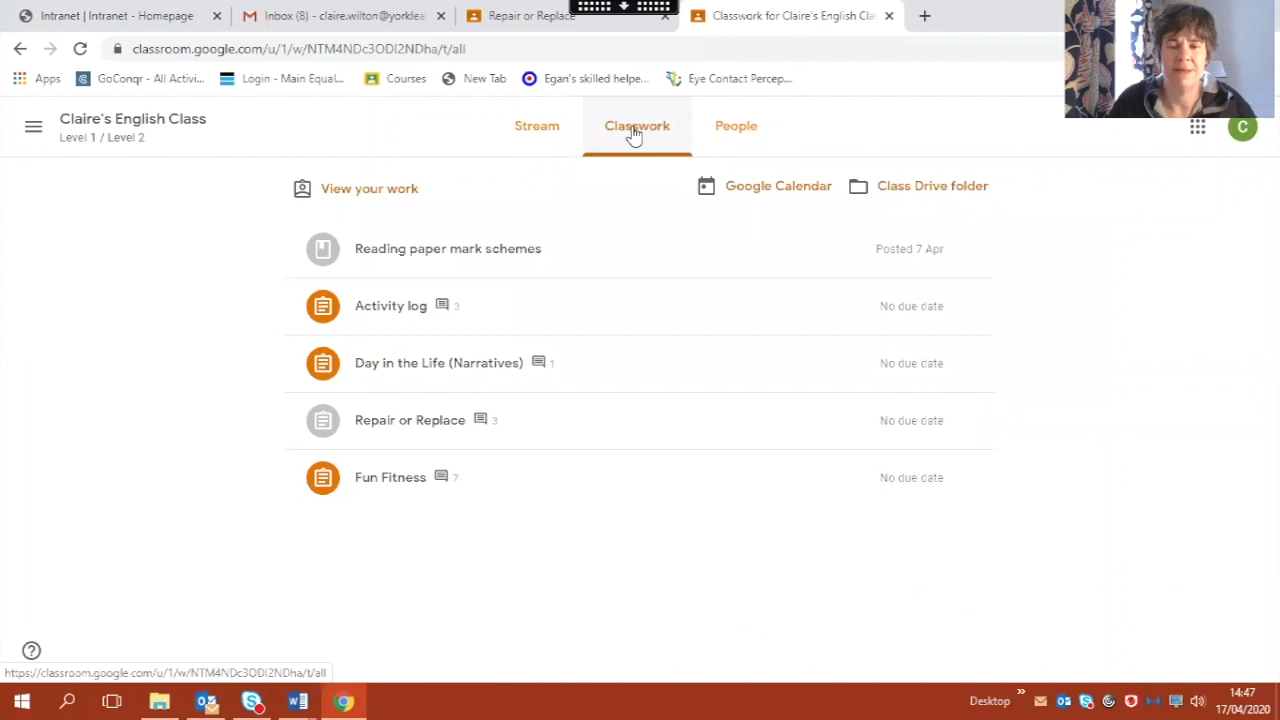 Intranet | Intranet - Homepage
Inbox (8) - claire.wilton@yorklea
Repair or Replace
Classwork for Claire's English Cla
classroom.google.com/u/1/w/NTM4NDc3ODI2NDha/t/all
Apps
GoConqr - All Activi...
Login - Main Equal...
Courses
New Tab
Egan's skilled helpe...
Eye Contact Percep...
Claire's English Class
Level 1 / Level 2
Stream
Classwork
People
C
View your work
Google Calendar
Class Drive folder
Reading paper mark schemes
Posted 7 Apr
Activity log 3
No due date
Day in the Life (Narratives) 1
No due date
Repair or Replace 3
No due date
Fun Fitness 7
No due date
https://classroom.google.com/u/1/w/NTM4NDc3ODI2NDha/t/all
Desktop
14:47
17/04/2020